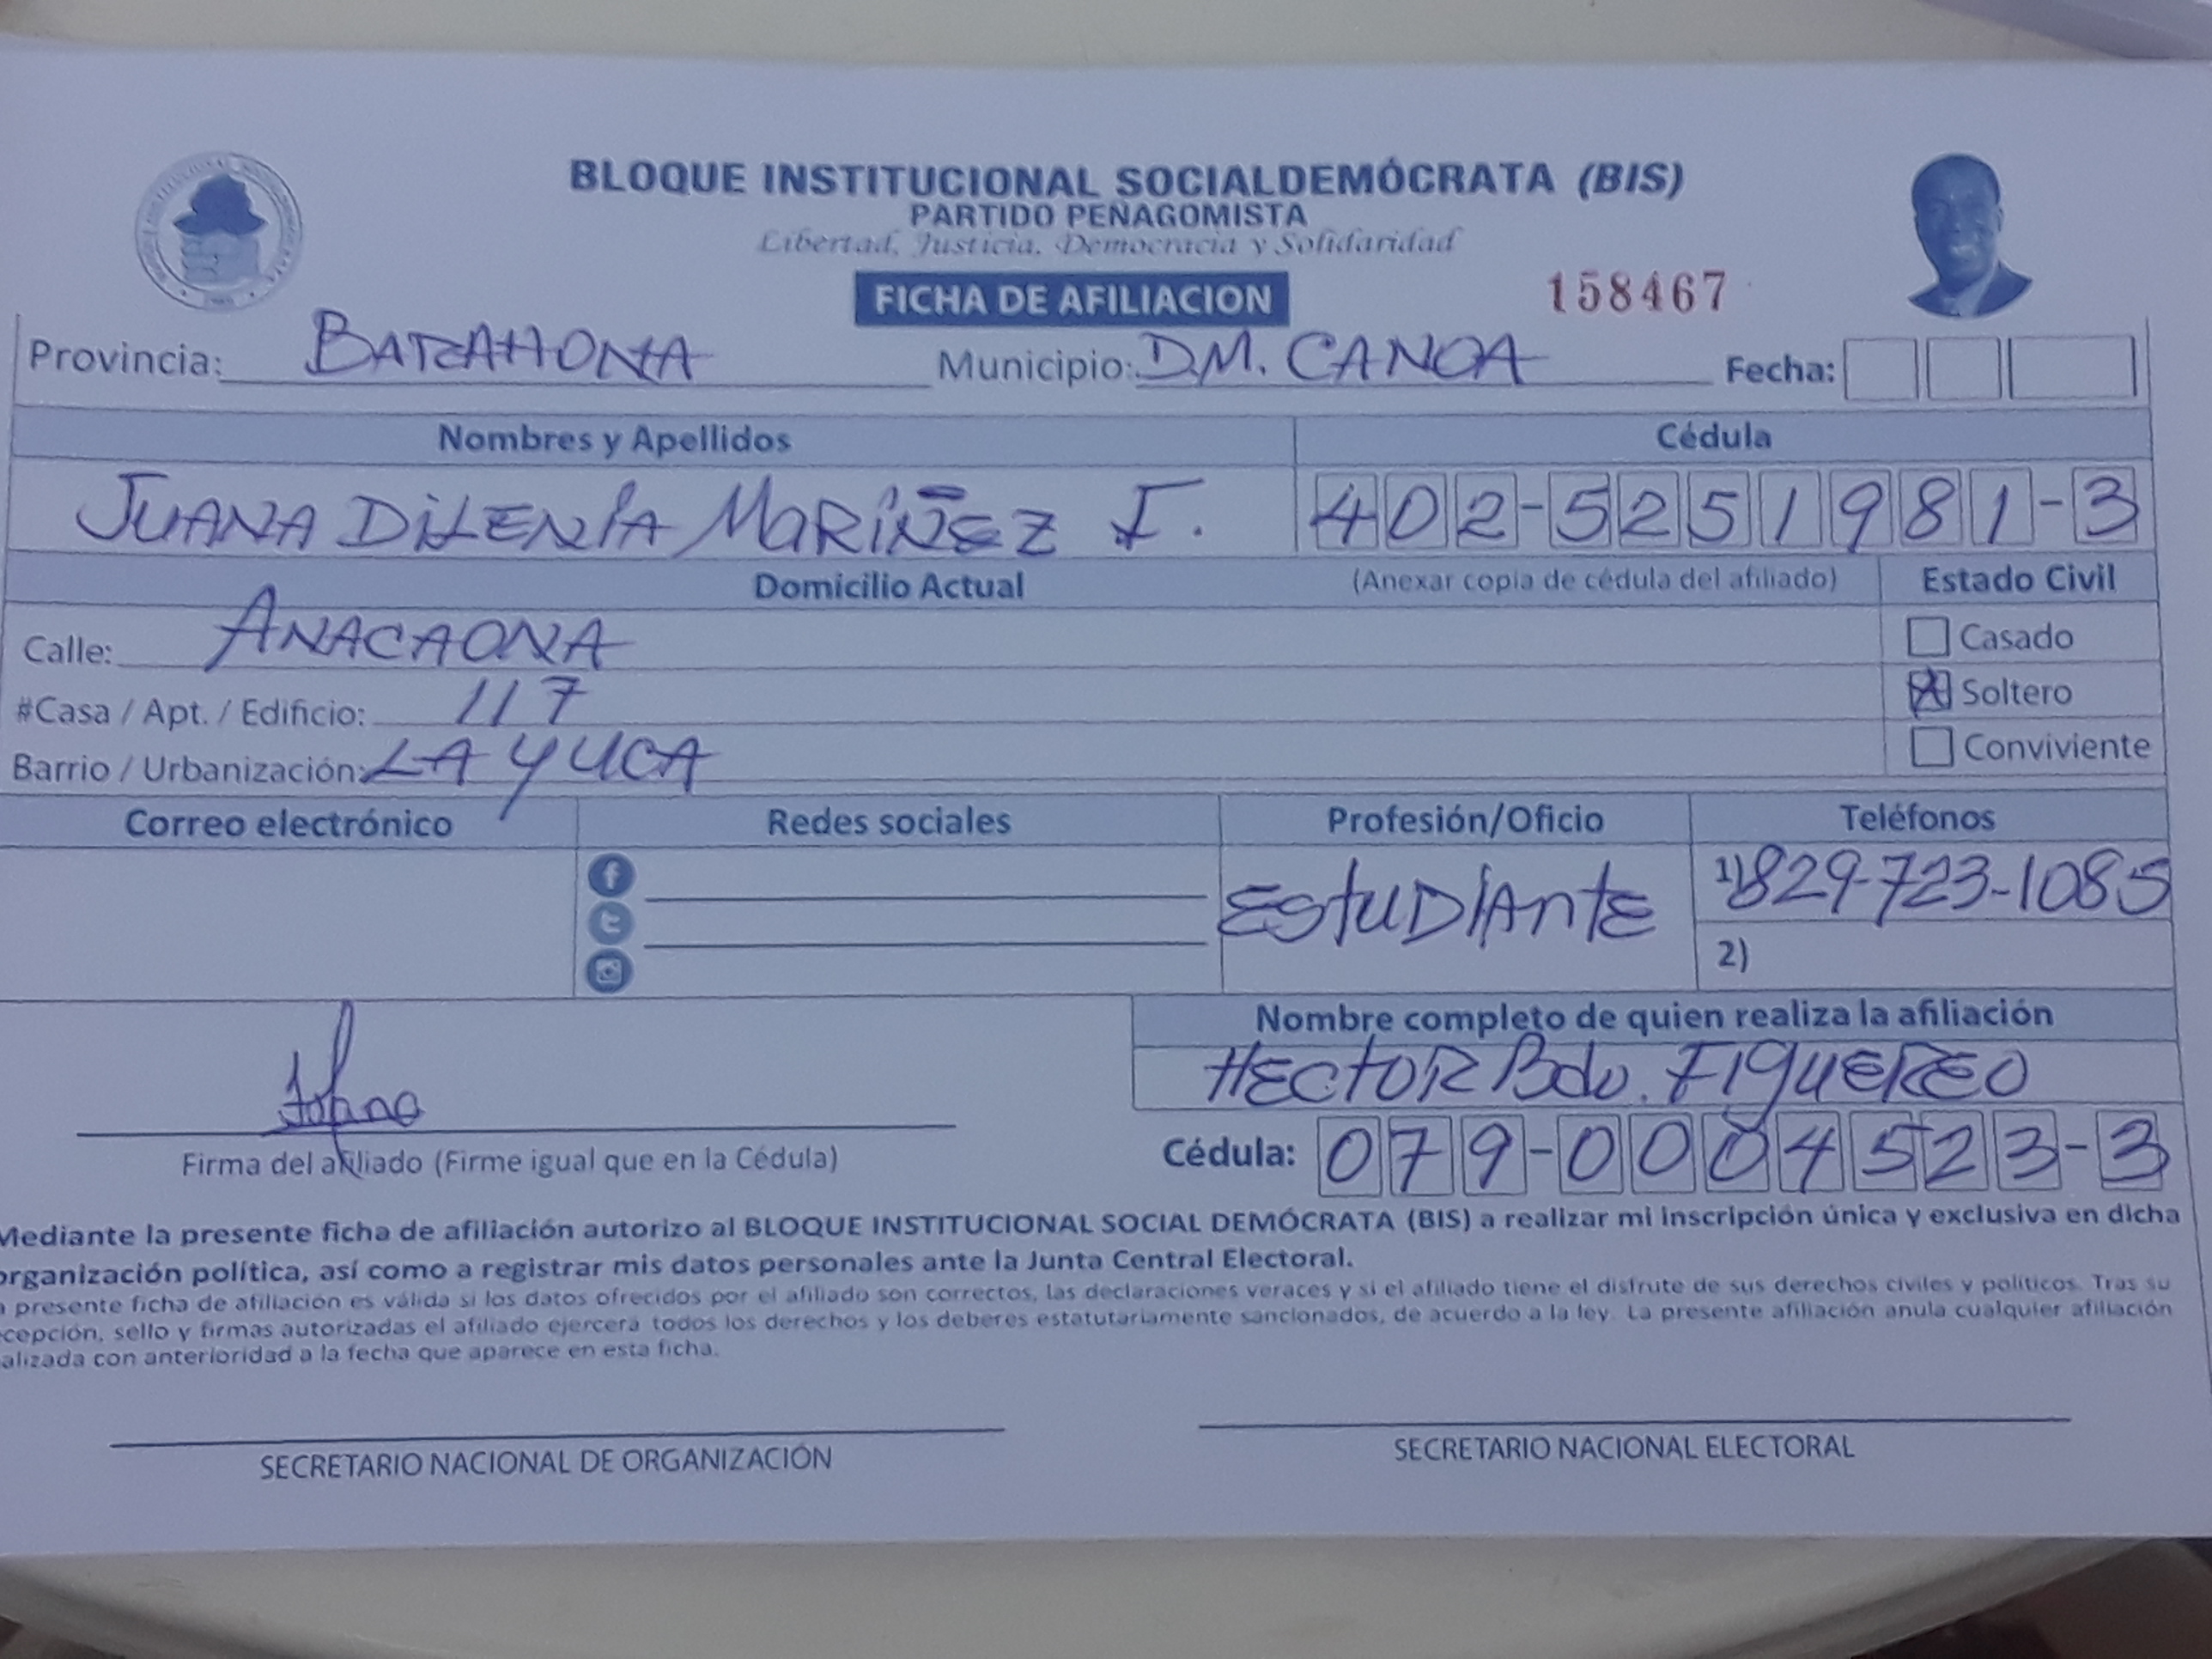 BLOQUE INSTITUCIONAL SOCIALDEMÓCRATA (BIS)
PARTIDO PEÑAGOMISTA
Libertad, Justicia, Democracia y Solidaridad
FICHA DE AFILIACION 158467
Provincia: BARAHONA Municipio: D.M. CANOA Fecha:
Nombres y Apellidos Cédula
JUANA DILENIA MARIÑEZ F. 402-5251981-3
Domicilio Actual (Anexar copia de cédula del afiliado) Estado Civil
Calle: ANACAONA Casado
#Casa / Apt. / Edificio: 117 Soltero
Barrio / Urbanización: LA YUCA Conviviente
Correo electrónico Redes sociales Profesión/Oficio Teléfonos
ESTUDIANTE 1) 829-723-1085
2)
Nombre completo de quien realiza la afiliación
HECTOR Bdo. FIGUEREO
Firma del afiliado (Firme igual que en la Cédula) Cédula: 079-0004523-3
Mediante la presente ficha de afiliación autorizo al BLOQUE INSTITUCIONAL SOCIAL DEMÓCRATA (BIS) a realizar mi inscripción única y exclusiva en dicha
organización política, así como a registrar mis datos personales ante la Junta Central Electoral.
a presente ficha de afiliación es válida si los datos ofrecidos por el afiliado son correctos, las declaraciones veraces y si el afiliado tiene el disfrute de sus derechos civiles y políticos. Tras su
cepción, sello y firmas autorizadas el afiliado ejercerá todos los derechos y los deberes estatutariamente sancionados, de acuerdo a la ley. La presente afiliación anula cualquier afiliación
alizada con anterioridad a la fecha que aparece en esta ficha.
SECRETARIO NACIONAL DE ORGANIZACIÓN SECRETARIO NACIONAL ELECTORAL